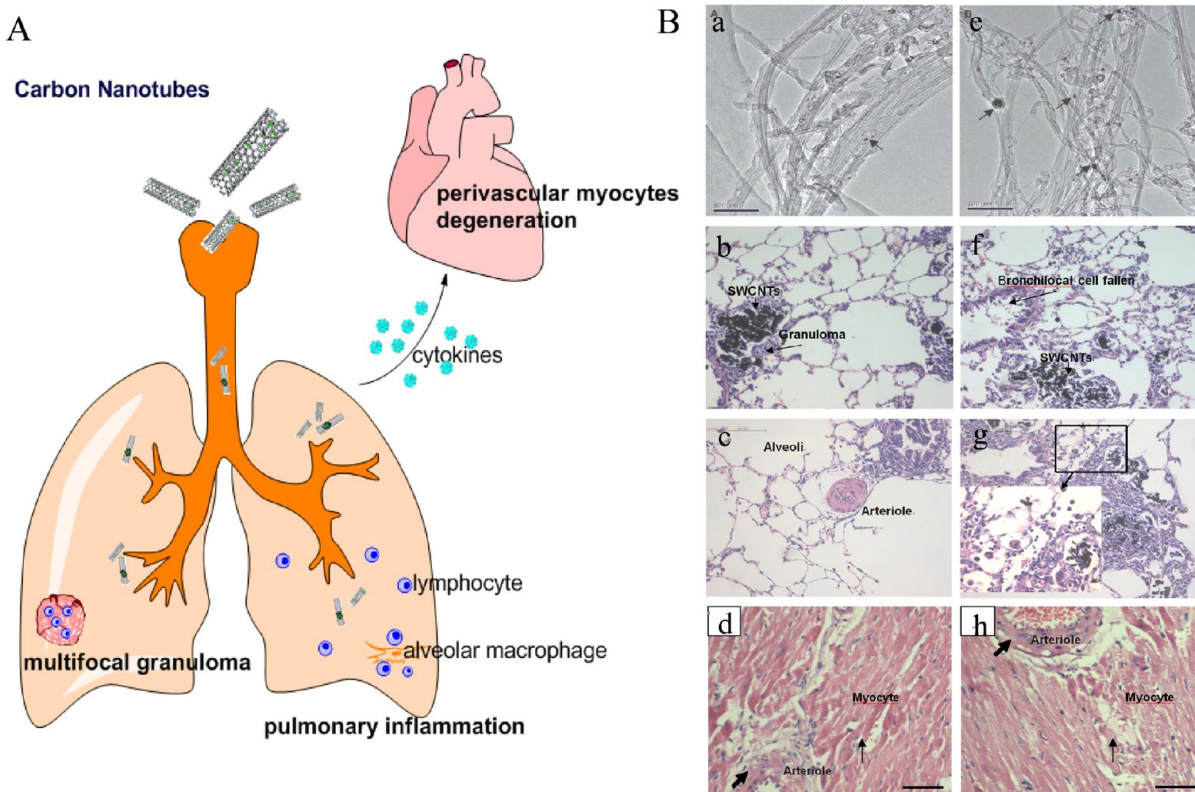 A
Carbon Nanotubes
perivascular myocytes
degeneration
cytokines
lymphocyte
alveolar macrophage
multifocal granuloma
pulmonary inflammation
B
A
a
B
e
b
SWCNTs
Granuloma
f
Bronchilocal cell fallen
SWCNTs
c
Alveoli
Arteriole
g
d
Myocyte
Arteriole
h
Arteriole
Myocyte